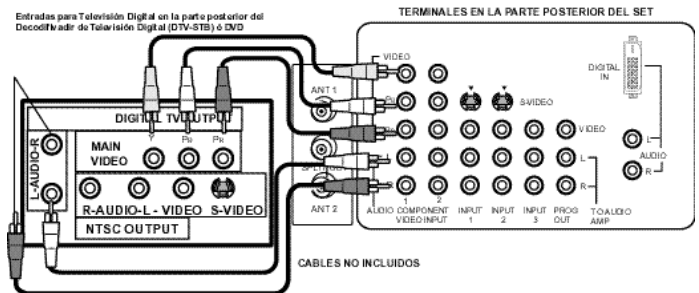 Entradas para Televisión Digital en la parte posterior del
Decodifivadir de Televisión Digital (DTV-STB) ó DVD
TERMINALES EN LA PARTE POSTERIOR DEL SET
VIDEO
ANT 1
DIGITAL
IN
S-VIDEO
DIGITAL TV OUTPUT
Y PB PR
MAIN
VIDEO
L-AUDIO-R
VIDEO
L
AUDIO
R
L
R
R-AUDIO-L - VIDEO S-VIDEO
NTSC OUTPUT
ANT 2
1 2
AUDIO COMPONENT
VIDEO INPUT
INPUT
1
INPUT
2
INPUT
3
PROG
OUT
TO AUDIO
AMP
CABLES NO INCLUIDOS